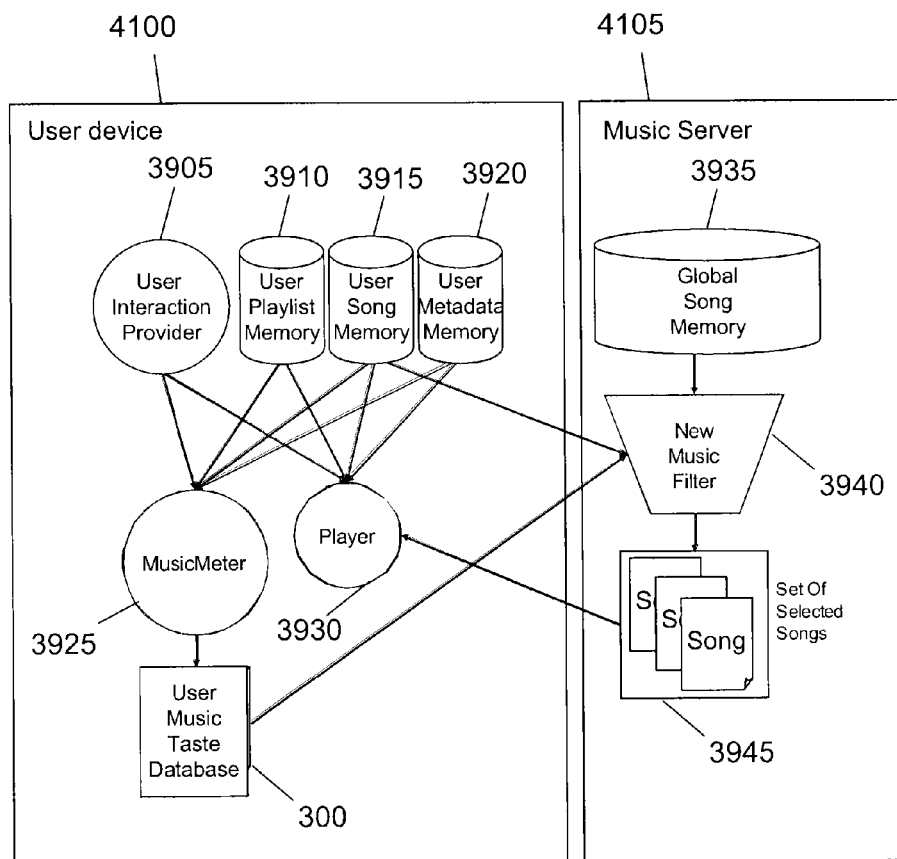 4100
4105
User device
Music Server
3905
3910
3915
3920
3935
User
Interaction
Provider
User
Playlist
Memory
User
Song
Memory
User
Metadata
Memory
Global
Song
Memory
New
Music
Filter
3940
MusicMeter
Player
3925
3930
So
So
Song
Set Of
Selected
Songs
3945
User
Music
Taste
Database
300